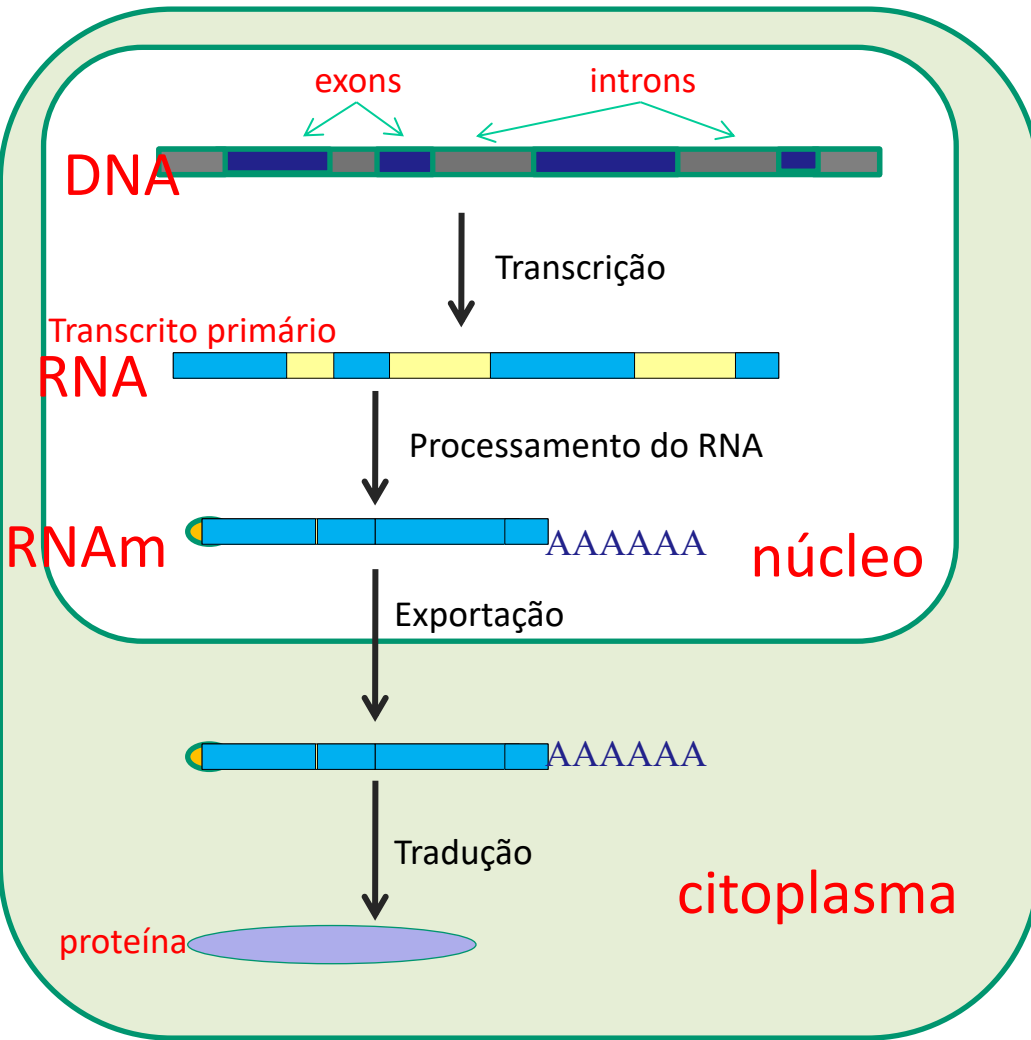 exons
introns
DNA
Transcrição
Transcrito primário
RNA
Processamento do RNA
RNAm
AAAAAA
núcleo
Exportação
AAAAAA
Tradução
citoplasma
proteína